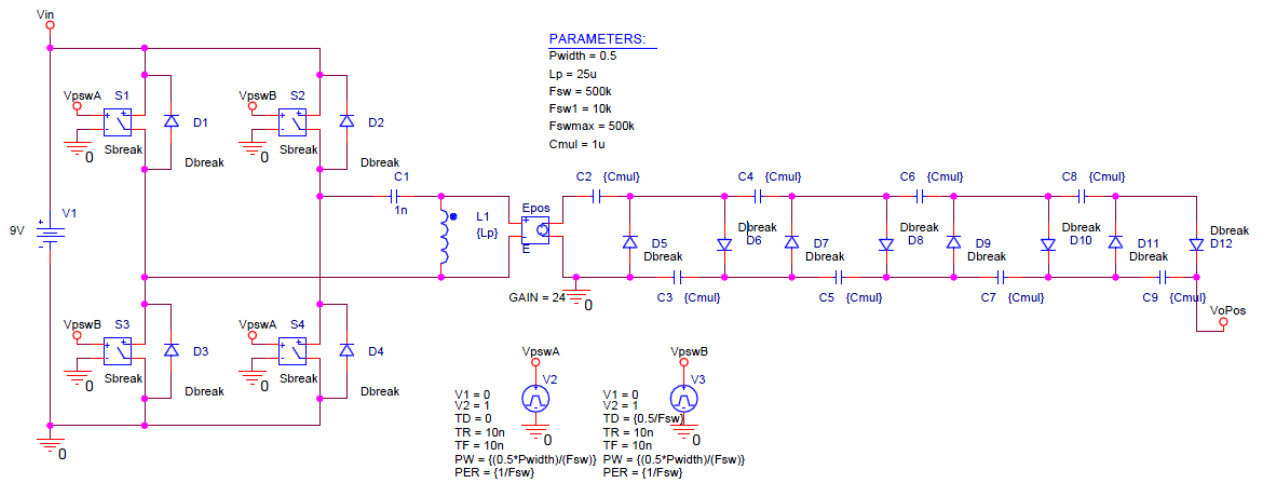 Vin
PARAMETERS:
Pwidth = 0.5
Lp = 25u
Fsw = 500k
Fsw1 = 10k
Fswmax = 500k
Cmul = 1u
VpswA
S1
D1
0
Sbreak
Dbreak
VpswB
S2
D2
0
Sbreak
Dbreak
V1
9V
C1
1n
L1
{Lp}
Epos
E
GAIN = 24
0
C2 {Cmul}
C4 {Cmul}
C6 {Cmul}
C8 {Cmul}
D5
Dbreak
Dbreak
D6
D7
Dbreak
Dbreak
D8
D9
Dbreak
Dbreak
D10
D11
Dbreak
Dbreak
D12
C3 {Cmul}
C5 {Cmul}
C7 {Cmul}
C9 {Cmul}
VoPos
VpswB
S3
D3
0
Sbreak
Dbreak
VpswA
S4
D4
0
Sbreak
Dbreak
0
VpswA
V2
V1 = 0
V2 = 1
TD = 0
TR = 10n
TF = 10n
PW = {(0.5*Pwidth)/(Fsw)}
PER = {1/Fsw}
0
VpswB
V3
V1 = 0
V2 = 1
TD = {0.5/Fsw}
TR = 10n
TF = 10n
PW = {(0.5*Pwidth)/(Fsw)}
PER = {1/Fsw}
0